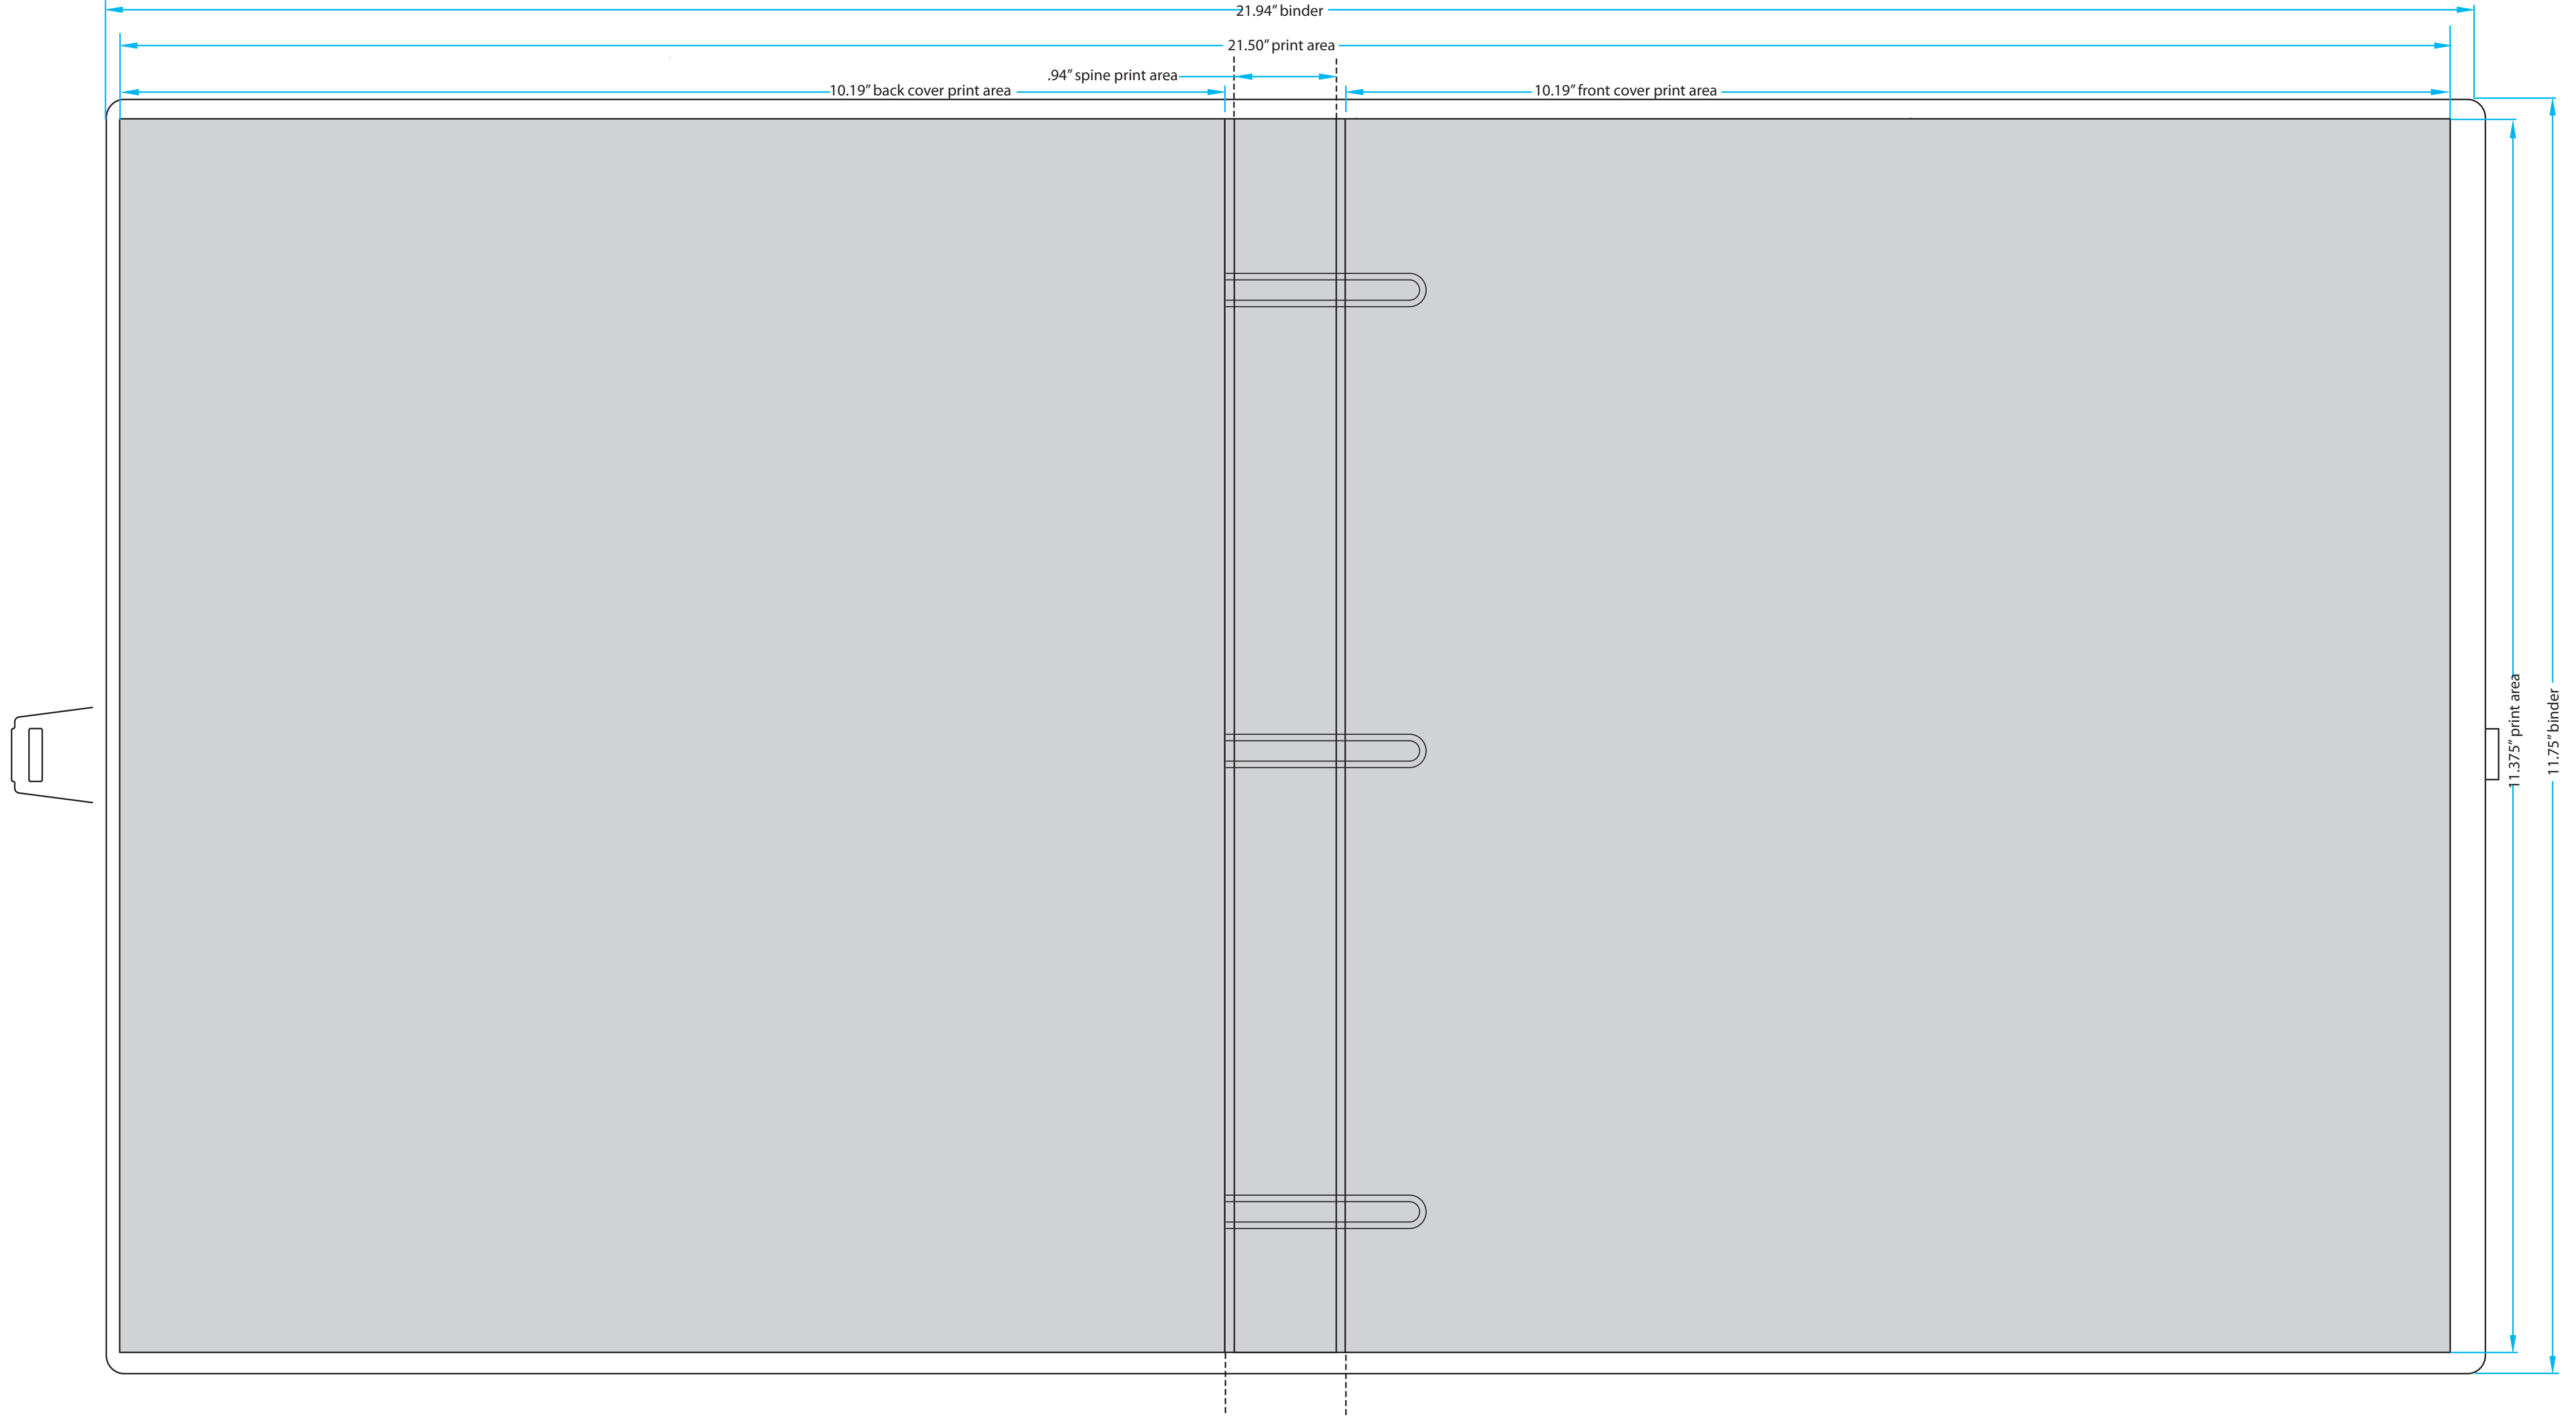 21.94” binder
21.50” print area
.94” spine print area
10.19” back cover print area
10.19” front cover print area
11.375” print area
11.75” binder